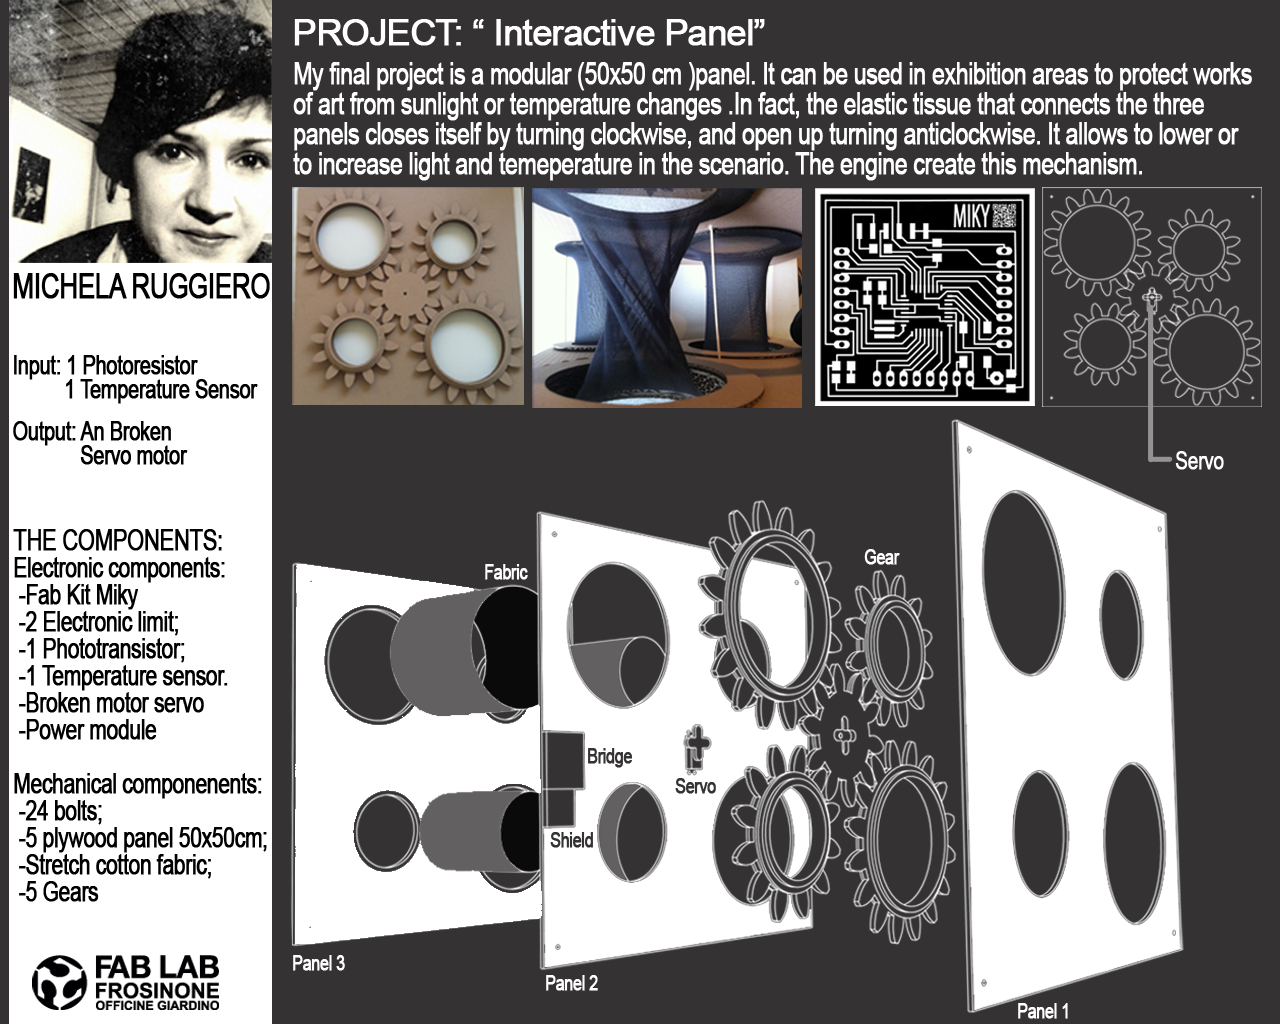 PROJECT: “ Interactive Panel”
My final project is a modular (50x50 cm )panel. It can be used in exhibition areas to protect works
of art from sunlight or temperature changes .In fact, the elastic tissue that connects the three
panels closes itself by turning clockwise, and open up turning anticlockwise. It allows to lower or
to increase light and temeperature in the scenario. The engine create this mechanism.
MICHELA RUGGIERO
Input: 1 Photoresistor
1 Temperature Sensor
Output: An Broken
Servo motor
THE COMPONENTS:
Electronic components:
-Fab Kit Miky
-2 Electronic limit;
-1 Phototransistor;
-1 Temperature sensor.
-Broken motor servo
-Power module
Mechanical componenents:
-24 bolts;
-5 plywood panel 50x50cm;
-Stretch cotton fabric;
-5 Gears
FAB LAB
FROSINONE
OFFICINE GIARDINO
MIKY
Servo
Fabric
Gear
Bridge
Servo
Shield
Panel 3
Panel 2
Panel 1